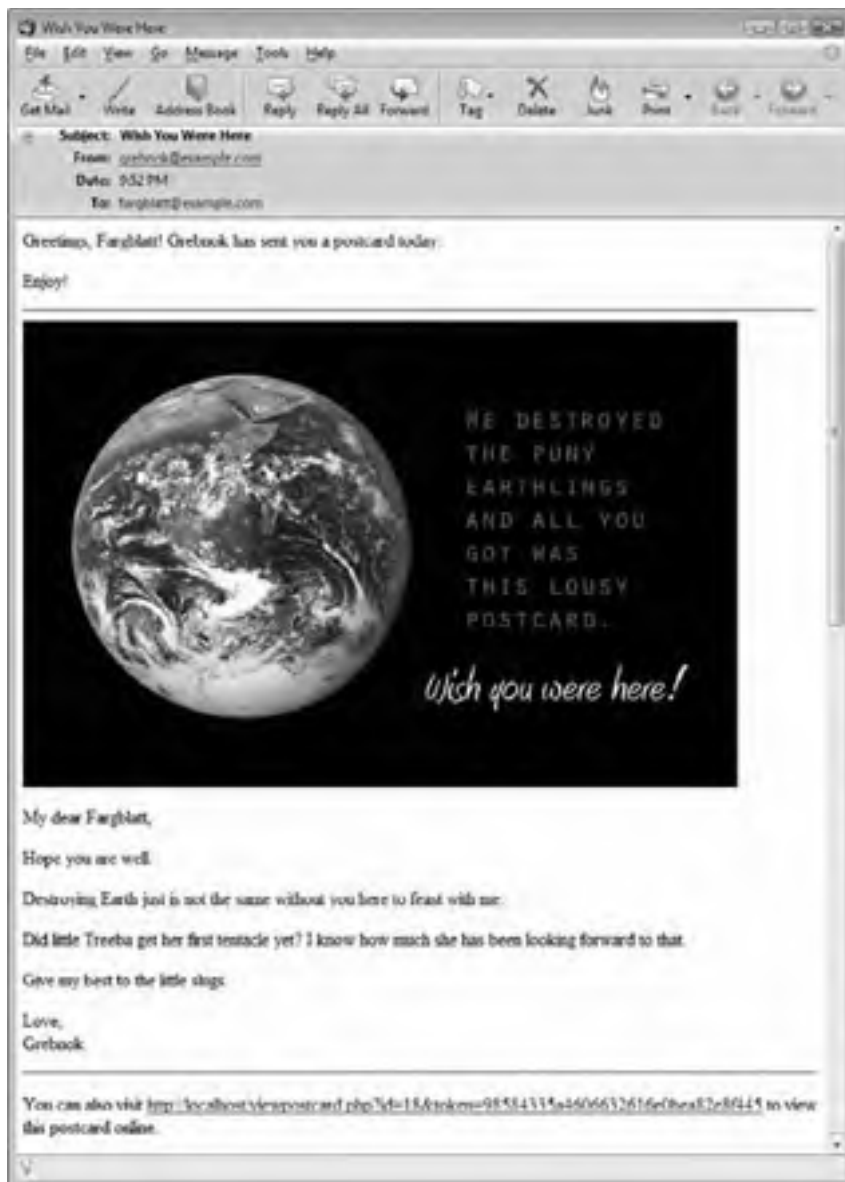 Wish You Were Here
File Edit View Go Message Tools Help
Get Mail Write Address Book Reply Reply All Forward Tag Delete Junk Print Back Forward
Subject: Wish You Were Here
From: grebnok@example.com
Date: 9:52 PM
To: fargblatt@example.com
Greetings, Fargblatt! Grebnok has sent you a postcard today.
Enjoy!
WE DESTROYED
THE PUNY
EARTHLINGS
AND ALL YOU
GOT WAS
THIS LOUSY
POSTCARD.
Wish you were here!
My dear Fargblatt,
Hope you are well.
Destroying Earth just is not the same without you here to feast with me.
Did little Treeba get her first tentacle yet? I know how much she has been looking forward to that.
Give my best to the little slugs.
Love,
Grebnok
You can also visit to view
this postcard online.